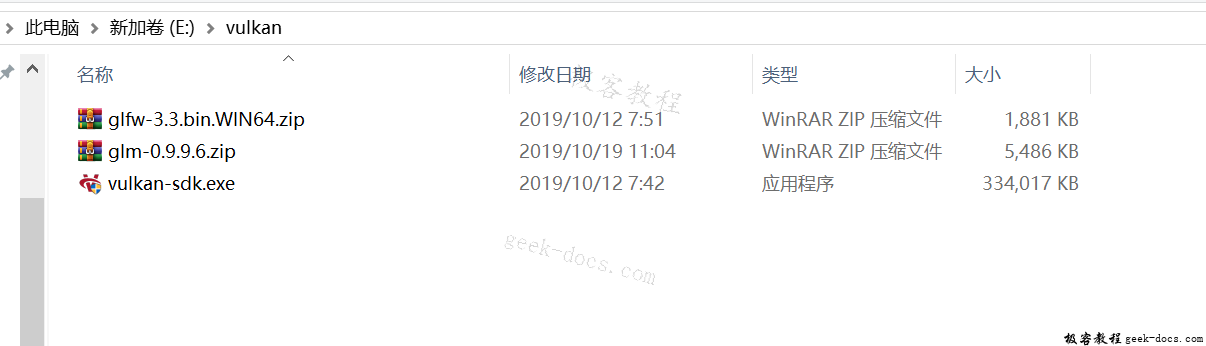 此电脑 > 新加卷 (E:) > vulkan
名称 修改日期 类型 大小
极客教程
glfw-3.3.bin.WIN64.zip 2019/10/12 7:51 WinRAR ZIP 压缩文件 1,881 KB
glm-0.9.9.6.zip 2019/10/19 11:04 WinRAR ZIP 压缩文件 5,486 KB
vulkan-sdk.exe 2019/10/12 7:42 应用程序 334,017 KB
geek-docs.com
极客教程 geek-docs.com